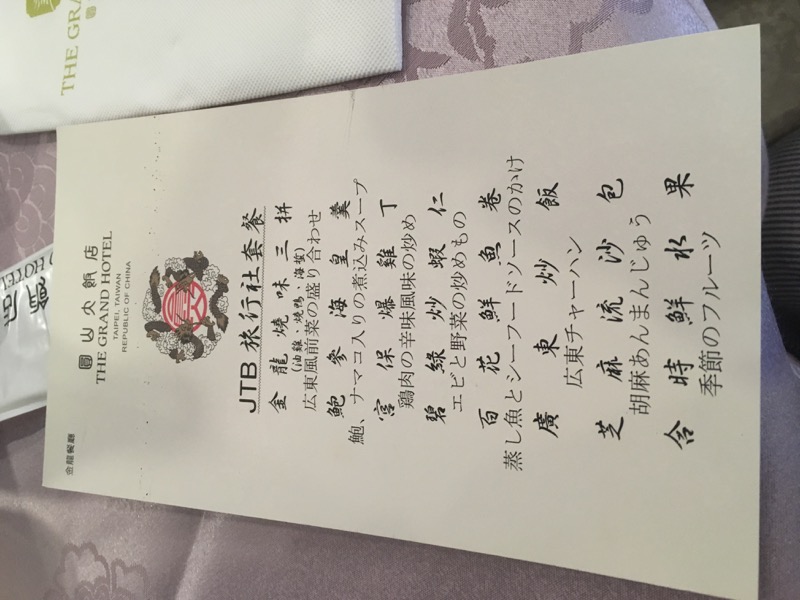 飯店
D HOTEL
THE GRA
金龍餐廳
圓山大飯店
THE GRAND HOTEL
TAIPEI, TAIWAN
REPUBLIC OF CHINA
JTB 旅行社套餐
金龍燒味三拼
(油雞、燒鴨、海蜇)
広東風前菜の盛り合わせ
鮑參海皇羹
鮑、ナマコ入りの煮込みスープ
宮保爆雞丁
鶏肉の辛味風味の炒め
碧綠炒蝦仁
エビと野菜の炒めもの
百花鮮魚卷
蒸し魚とシーフードソースのかけ
廣東炒飯
広東チャーハン
芝麻流沙包
胡麻あんまんじゅう
合時鮮水果
季節のフルーツ